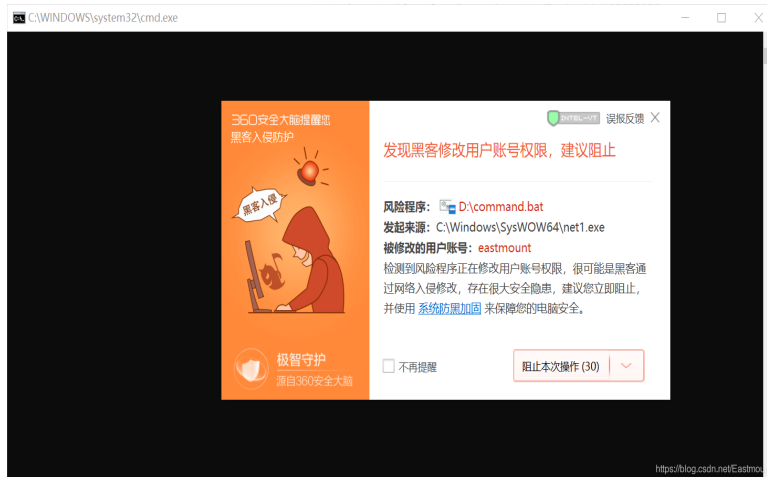 C:\WINDOWS\system32\cmd.exe
360安全大脑提醒您
黑客入侵防护
黑客入侵
极智守护
源自360安全大脑
INTEL-VT 误报反馈
发现黑客修改用户账号权限，建议阻止
风险程序： D:\command.bat
发起来源：C:\Windows\SysWOW64\net1.exe
被修改的用户账号：eastmount
检测到风险程序正在修改用户账号权限，很可能是黑客通
过网络入侵修改，存在很大安全隐患，建议您立即阻止，
并使用 系统防黑加固 来保障您的电脑安全。
不再提醒
阻止本次操作 (30)
https://blog.csdn.net/Eastmou